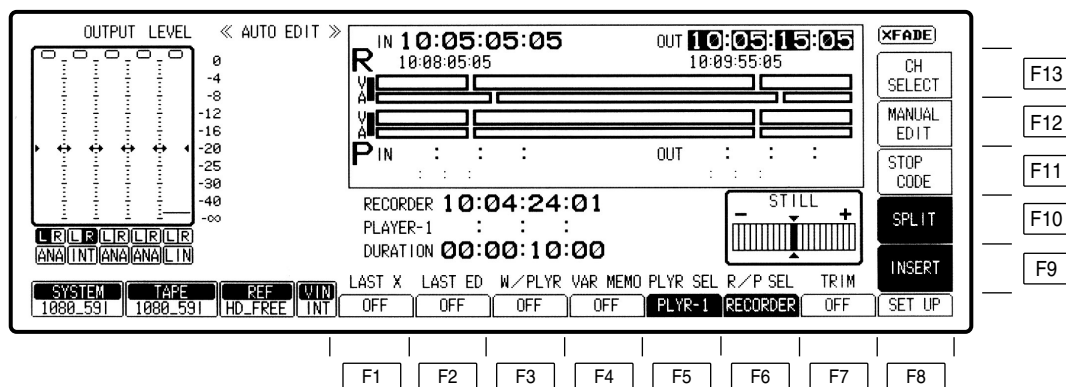 OUTPUT LEVEL
≪ AUTO EDIT ≫
0
-4
-8
-12
-16
-20
-25
-30
-40
-∞
L R L R L R L R L R
ANA INT ANA ANA LIN
R
IN 10:05:05:05
OUT 10:05:15:05
10:08:05:05
10:09:55:05
V
A
V
A
P
IN : : :
OUT : : :
: : :
: : :
RECORDER 10:04:24:01
PLAYER-1 : : :
DURATION 00:00:10:00
STILL
- +
XFADE
CH SELECT
MANUAL EDIT
STOP CODE
SPLIT
INSERT
F13
F12
F11
F10
F9
SYSTEM TAPE REF VIN
1080_59I 1080_59I HD_FREE INT
LAST X LAST ED W/PLYR VAR MEMO PLYR SEL R/P SEL TRIM
OFF OFF OFF OFF PLYR-1 RECORDER OFF SET UP
F1 F2 F3 F4 F5 F6 F7 F8